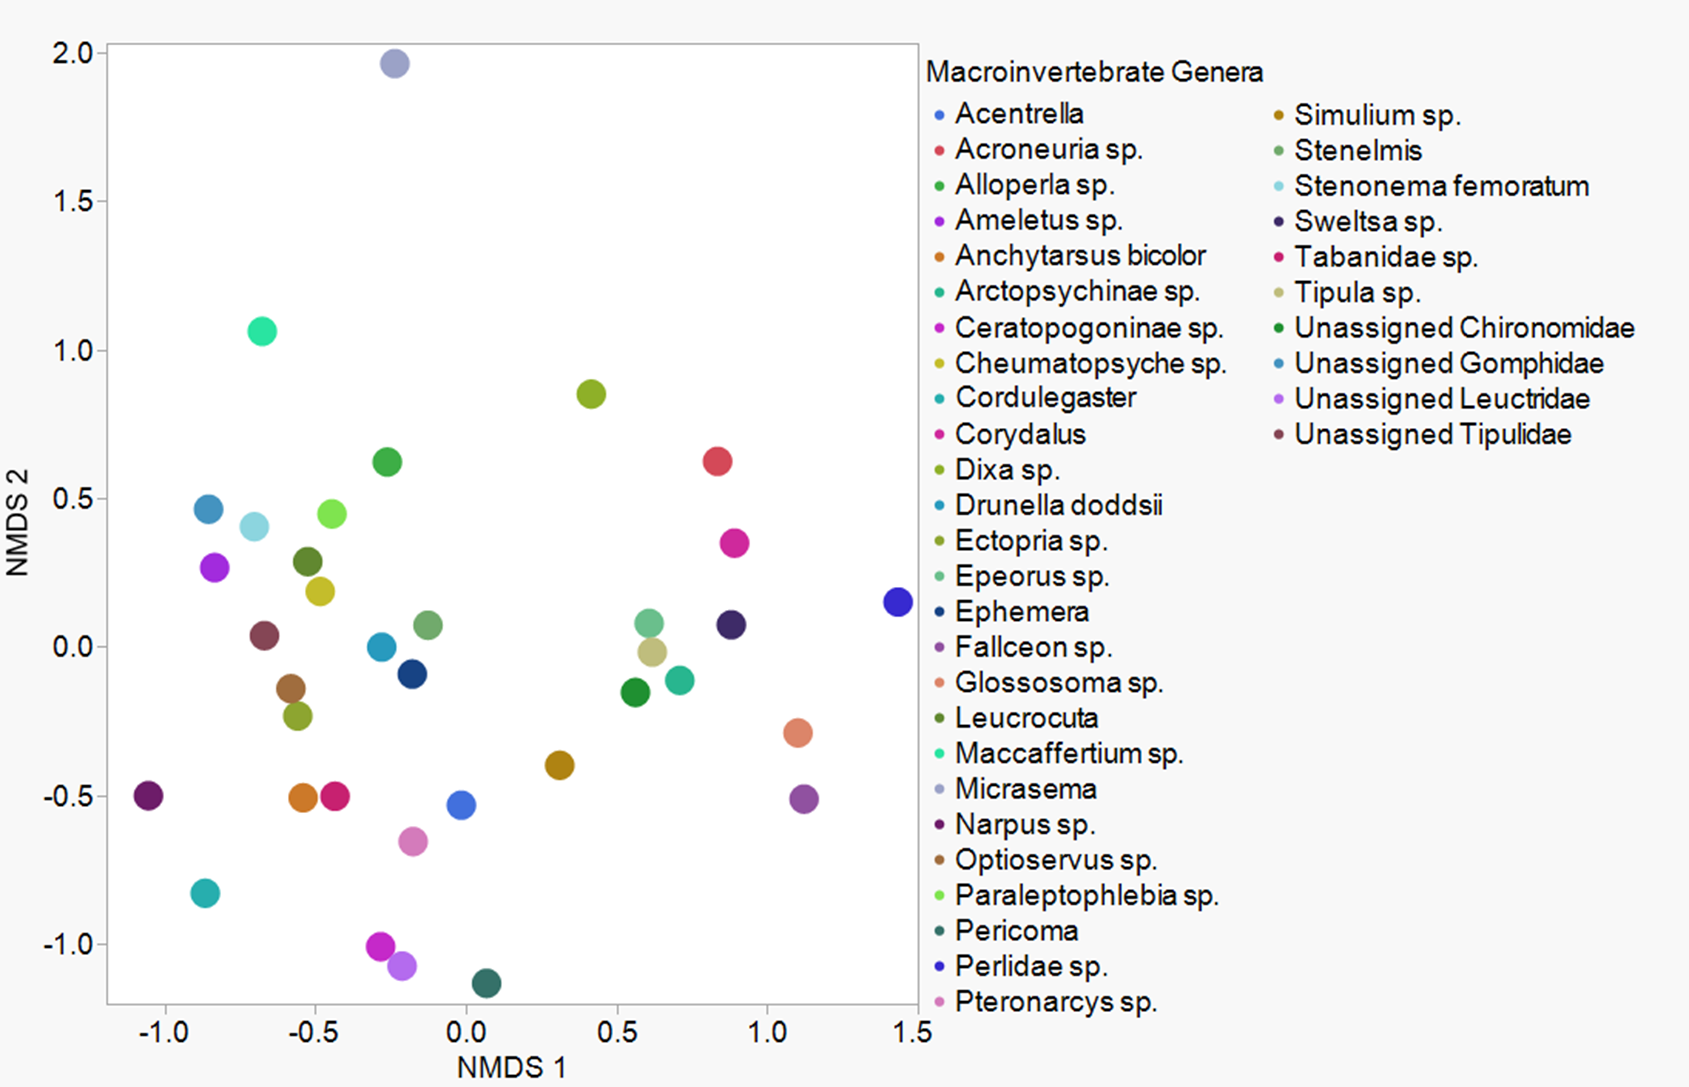 2.0
1.5
1.0
0.5
0.0
-0.5
-1.0
NMDS 2
-1.0 -0.5 0.0 0.5 1.0 1.5
NMDS 1
Macroinvertebrate Genera
Acentrella
Acroneuria sp.
Alloperla sp.
Ameletus sp.
Anchytarsus bicolor
Arctopsychinae sp.
Ceratopogoninae sp.
Cheumatopsyche sp.
Cordulegaster
Corydalus
Dixa sp.
Drunella doddsii
Ectopria sp.
Epeorus sp.
Ephemera
Fallceon sp.
Glossosoma sp.
Leucrocuta
Maccaffertium sp.
Micrasema
Narpus sp.
Optioservus sp.
Paraleptophlebia sp.
Pericoma
Perlidae sp.
Pteronarcys sp.
Simulium sp.
Stenelmis
Stenonema femoratum
Sweltsa sp.
Tabanidae sp.
Tipula sp.
Unassigned Chironomidae
Unassigned Gomphidae
Unassigned Leuctridae
Unassigned Tipulidae